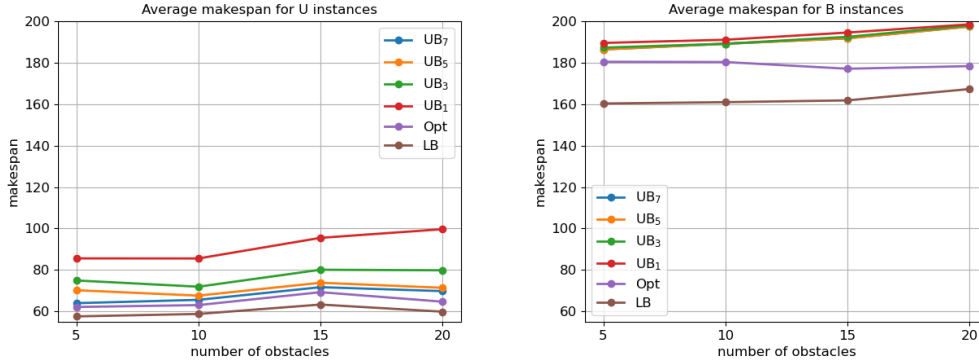 Average makespan for U instances
200
180
160
140
120
100
80
60
makespan
5
10
15
20
number of obstacles
UB₇
UB₅
UB₃
UB₁
Opt
LB
Average makespan for B instances
200
180
160
140
120
100
80
60
makespan
5
10
15
20
number of obstacles
UB₇
UB₅
UB₃
UB₁
Opt
LB